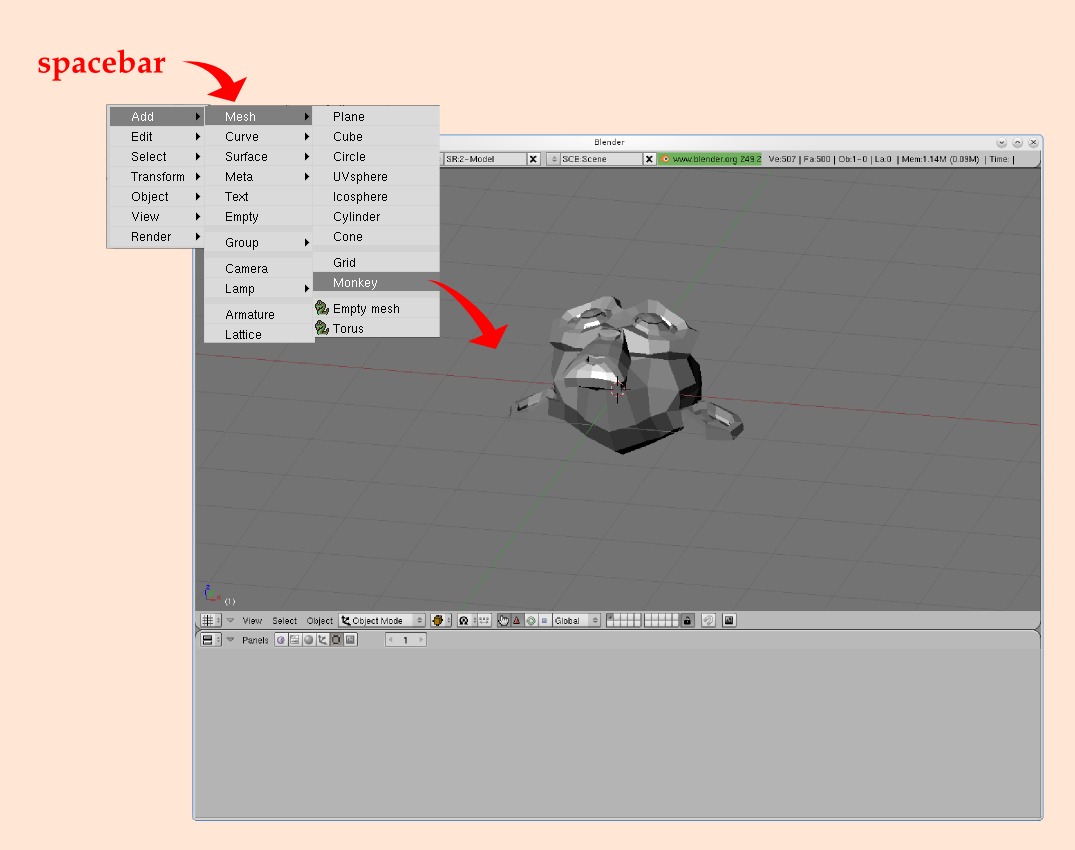 spacebar
Add
Edit
Select
Transform
Object
View
Render
Mesh
Curve
Surface
Meta
Text
Empty
Group
Camera
Lamp
Armature
Lattice
Plane
Cube
Circle
UVsphere
Icosphere
Cylinder
Cone
Grid
Monkey
Empty mesh
Torus
Blender
SR:2-Model X SCE:Scene X www.blender.org 249.2 Ve:507 | Fa:500 | Ob:1-0 | La:0 | Mem:1.14M (0.09M) | Time: |
z
x
(1)
View Select Object Object Mode Global
Panels 1